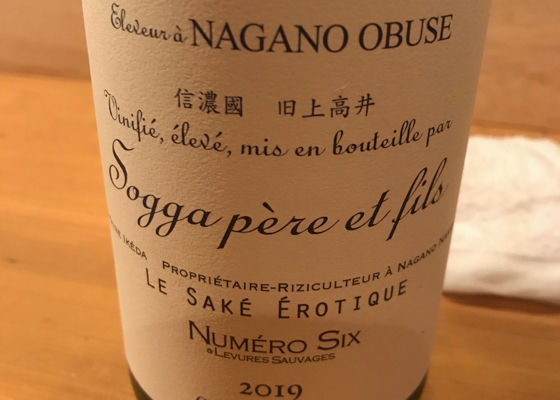 Eleveur à NAGANO OBUSE
信濃國 旧上高井
Vinifié, élevé, mis en bouteille par
Sogga père et fils
IKÉDA PROPRIÉTAIRE-RIZICULTEUR À NAGANO
LE SAKÉ ÉROTIQUE
NUMÉRO SIX
&LEVURES SAUVAGES
2019